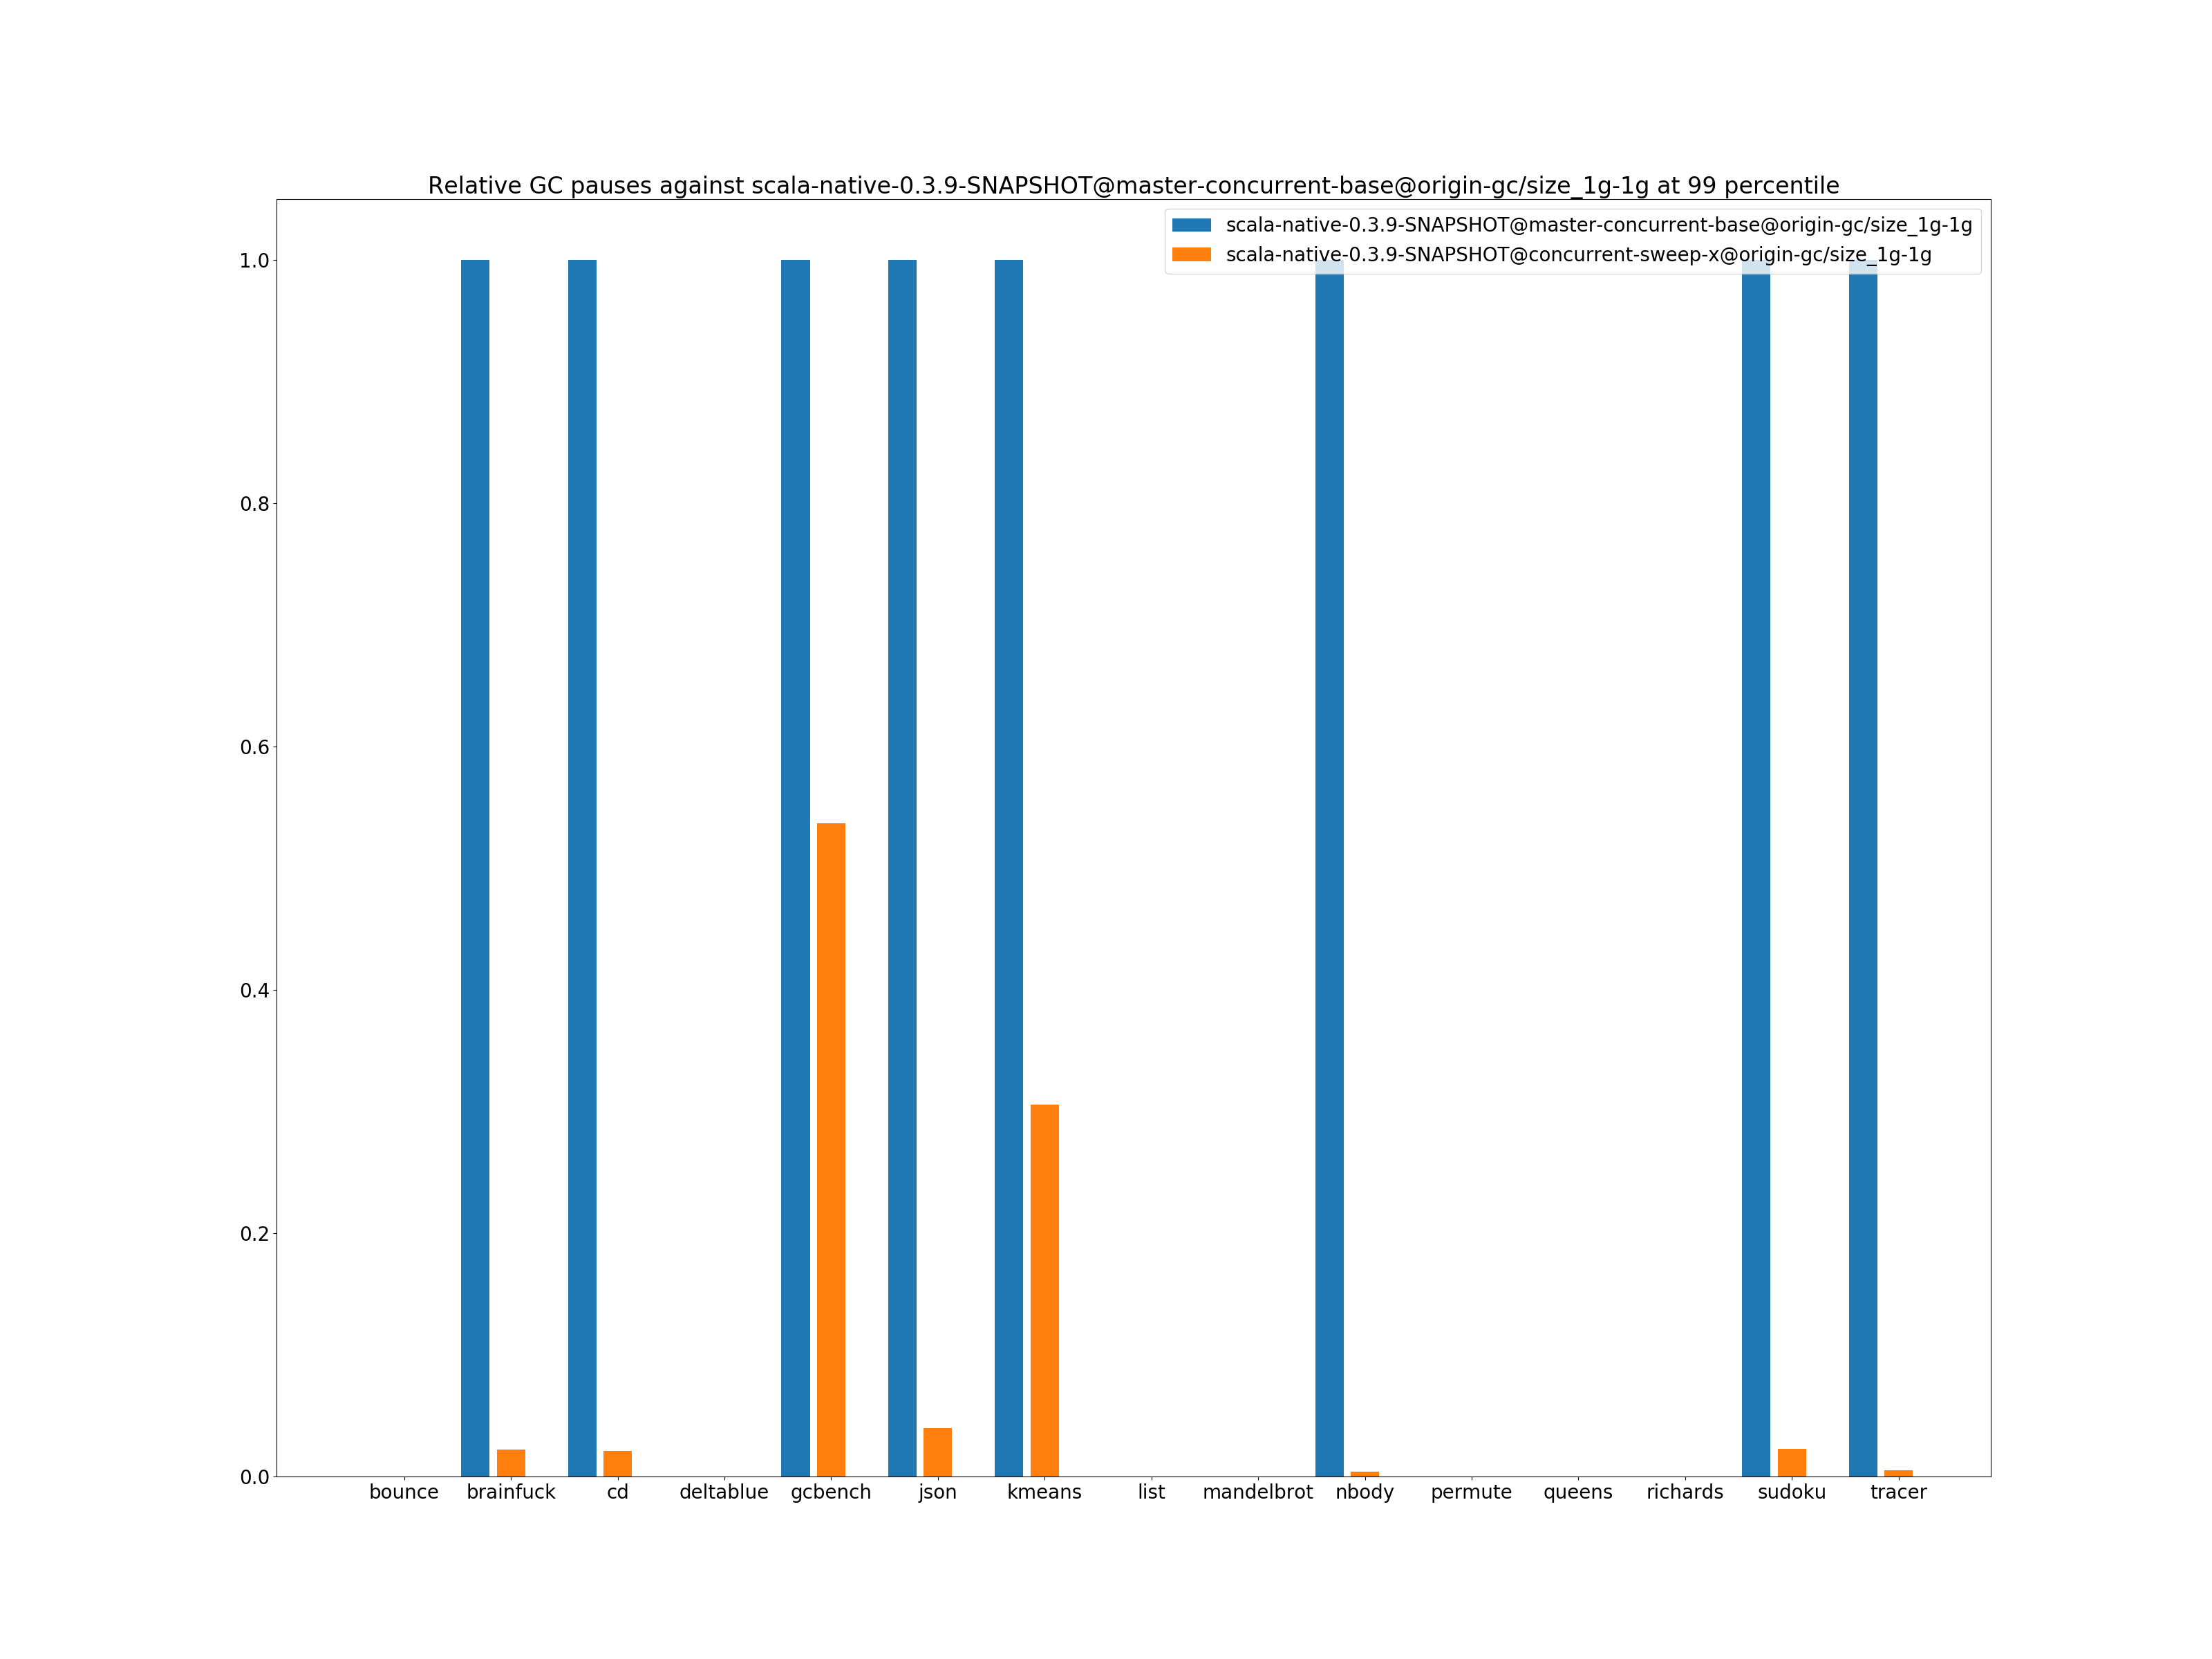 Relative GC pauses against scala-native-0.3.9-SNAPSHOT@master-concurrent-base@origin-gc/size_1g-1g at 99 percentile
scala-native-0.3.9-SNAPSHOT@master-concurrent-base@origin-gc/size_1g-1g
scala-native-0.3.9-SNAPSHOT@concurrent-sweep-x@origin-gc/size_1g-1g
1.0
0.8
0.6
0.4
0.2
0.0
bounce brainfuck cd deltablue gcbench json kmeans list mandelbrot nbody permute queens richards sudoku tracer